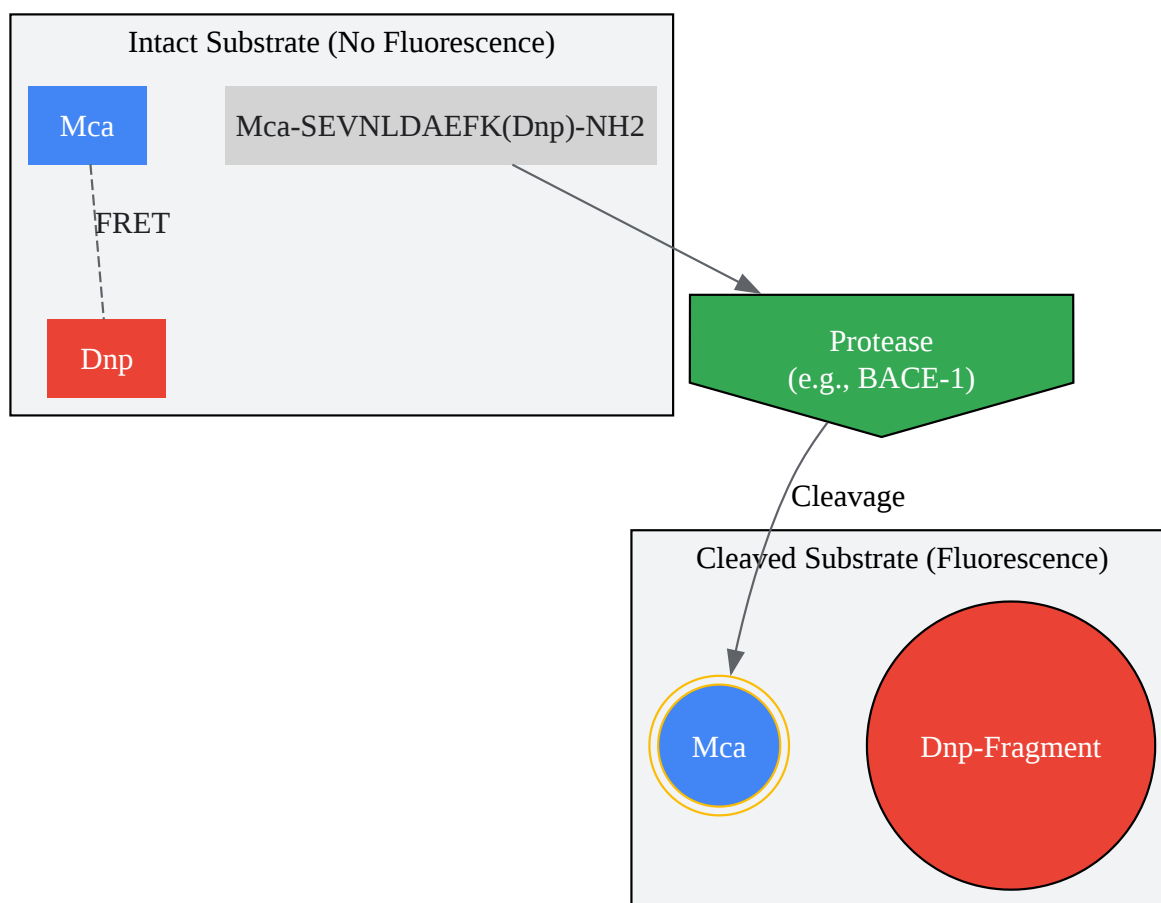 Intact Substrate (No Fluorescence)
Mca
Mca-SEVNLDAEFK(Dnp)-NH2
FRET
Dnp
Protease
(e.g., BACE-1)
Cleavage
Cleaved Substrate (Fluorescence)
Mca
Dnp-Fragment